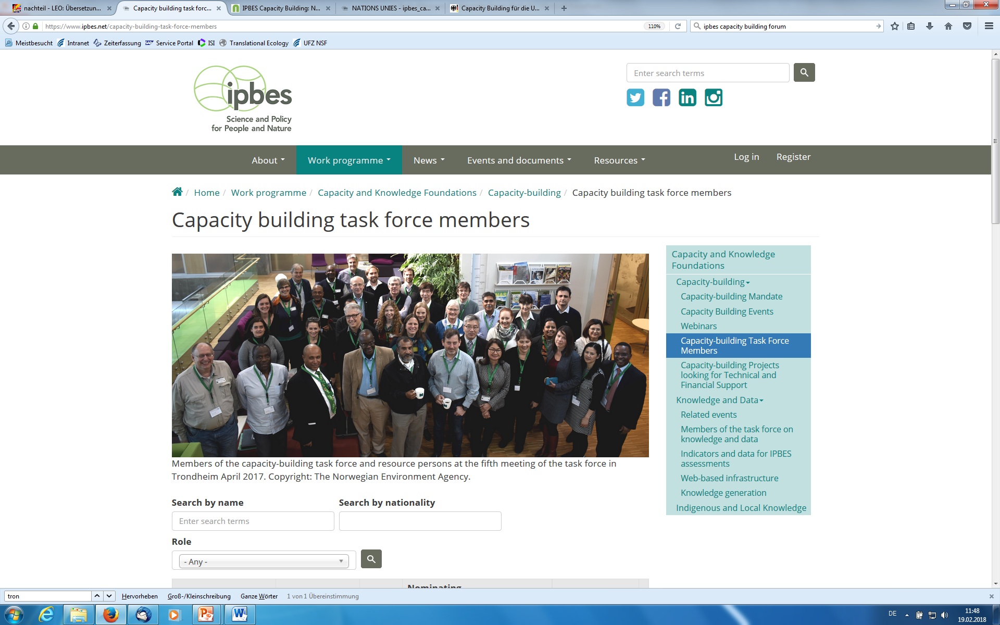 nachteil - LEO: Übersetzun...
Capacity building task forc...
IPBES Capacity Building: N...
NATIONS UNIES - ipbes_ca...
Capacity Building für die U...
https://www.ipbes.net/capacity-building-task-force-members
110%
ipbes capacity building forum
Meistbesucht
Intranet
Zeiterfassung
Service Portal
ISI
Translational Ecology
UFZ NSF
ipbes
Science and Policy
for People and Nature
Enter search terms
About
Work programme
News
Events and documents
Resources
Log in
Register
/ Home / Work programme / Capacity and Knowledge Foundations / Capacity-building / Capacity building task force members
Capacity building task force members
Members of the capacity-building task force and resource persons at the fifth meeting of the task force in
Trondheim April 2017. Copyright: The Norwegian Environment Agency.
Search by name
Search by nationality
Enter search terms
Role
- Any -
Nominating
Capacity and Knowledge
Foundations
Capacity-building
Capacity-building Mandate
Capacity Building Events
Webinars
Capacity-building Task Force
Members
Capacity-building Projects
looking for Technical and
Financial Support
Knowledge and Data
Related events
Members of the task force on
knowledge and data
Indicators and data for IPBES
assessments
Web-based infrastructure
Knowledge generation
Indigenous and Local Knowledge
tron
Hervorheben
Groß-/Kleinschreibung
Ganze Wörter
1 von 1 Übereinstimmung
DE
11:48
19.02.2018